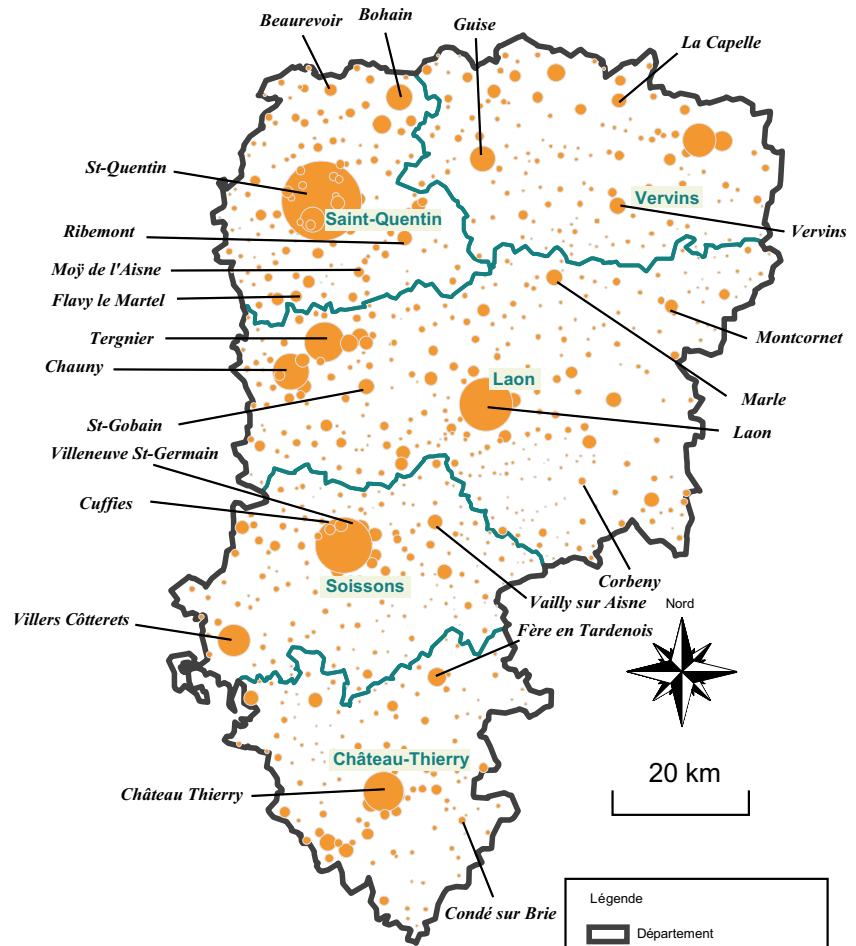 Beaurevoir
Bohain
Guise
La Capelle
St-Quentin
Saint-Quentin
Vervins
Ribemont
Vervins
Moÿ de l'Aisne
Flavy le Martel
Tergnier
Montcornet
Chauny
Laon
Marle
St-Gobain
Laon
Villeneuve St-Germain
Cuffies
Soissons
Corbeny
Vailly sur Aisne
Nord
Villers Côtterets
Fère en Tardenois
Château-Thierry
20 km
Château Thierry
Condé sur Brie
Légende
Département